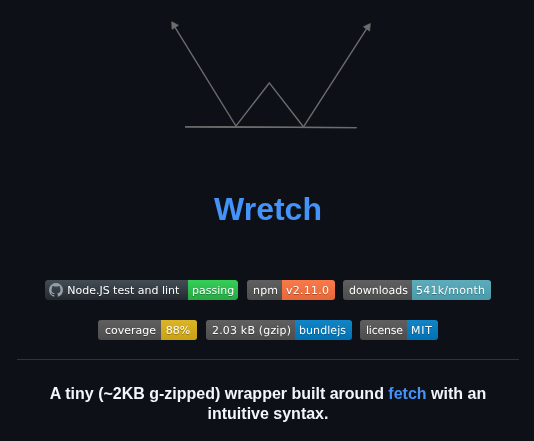 Wretch
Node.JS test and lint passing npm v2.11.0 downloads 541k/month
coverage 88% 2.03 kB (gzip) bundlejs license MIT
A tiny (~2KB g-zipped) wrapper built around fetch with an
intuitive syntax.